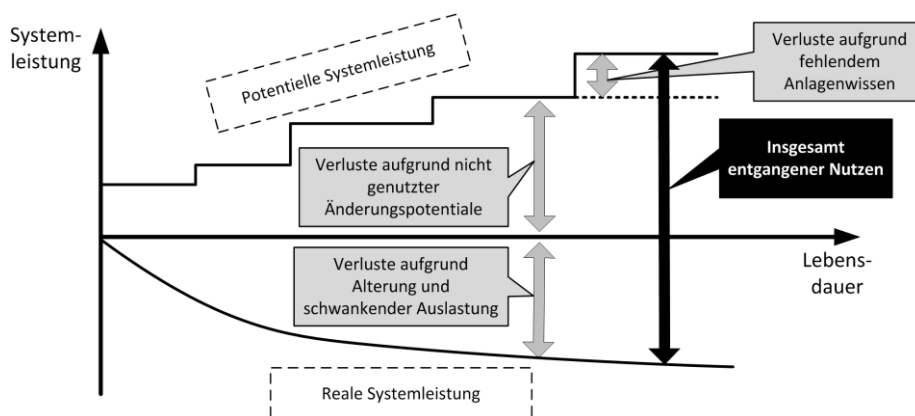 System-
leistung
Potentielle Systemleistung
Verluste aufgrund
fehlendem
Anlagenwissen
Verluste aufgrund nicht
genutzter
Änderungspotentiale
Insgesamt
entgangener Nutzen
Verluste aufgrund
Alterung und
schwankender Auslastung
Lebens-
dauer
Reale Systemleistung